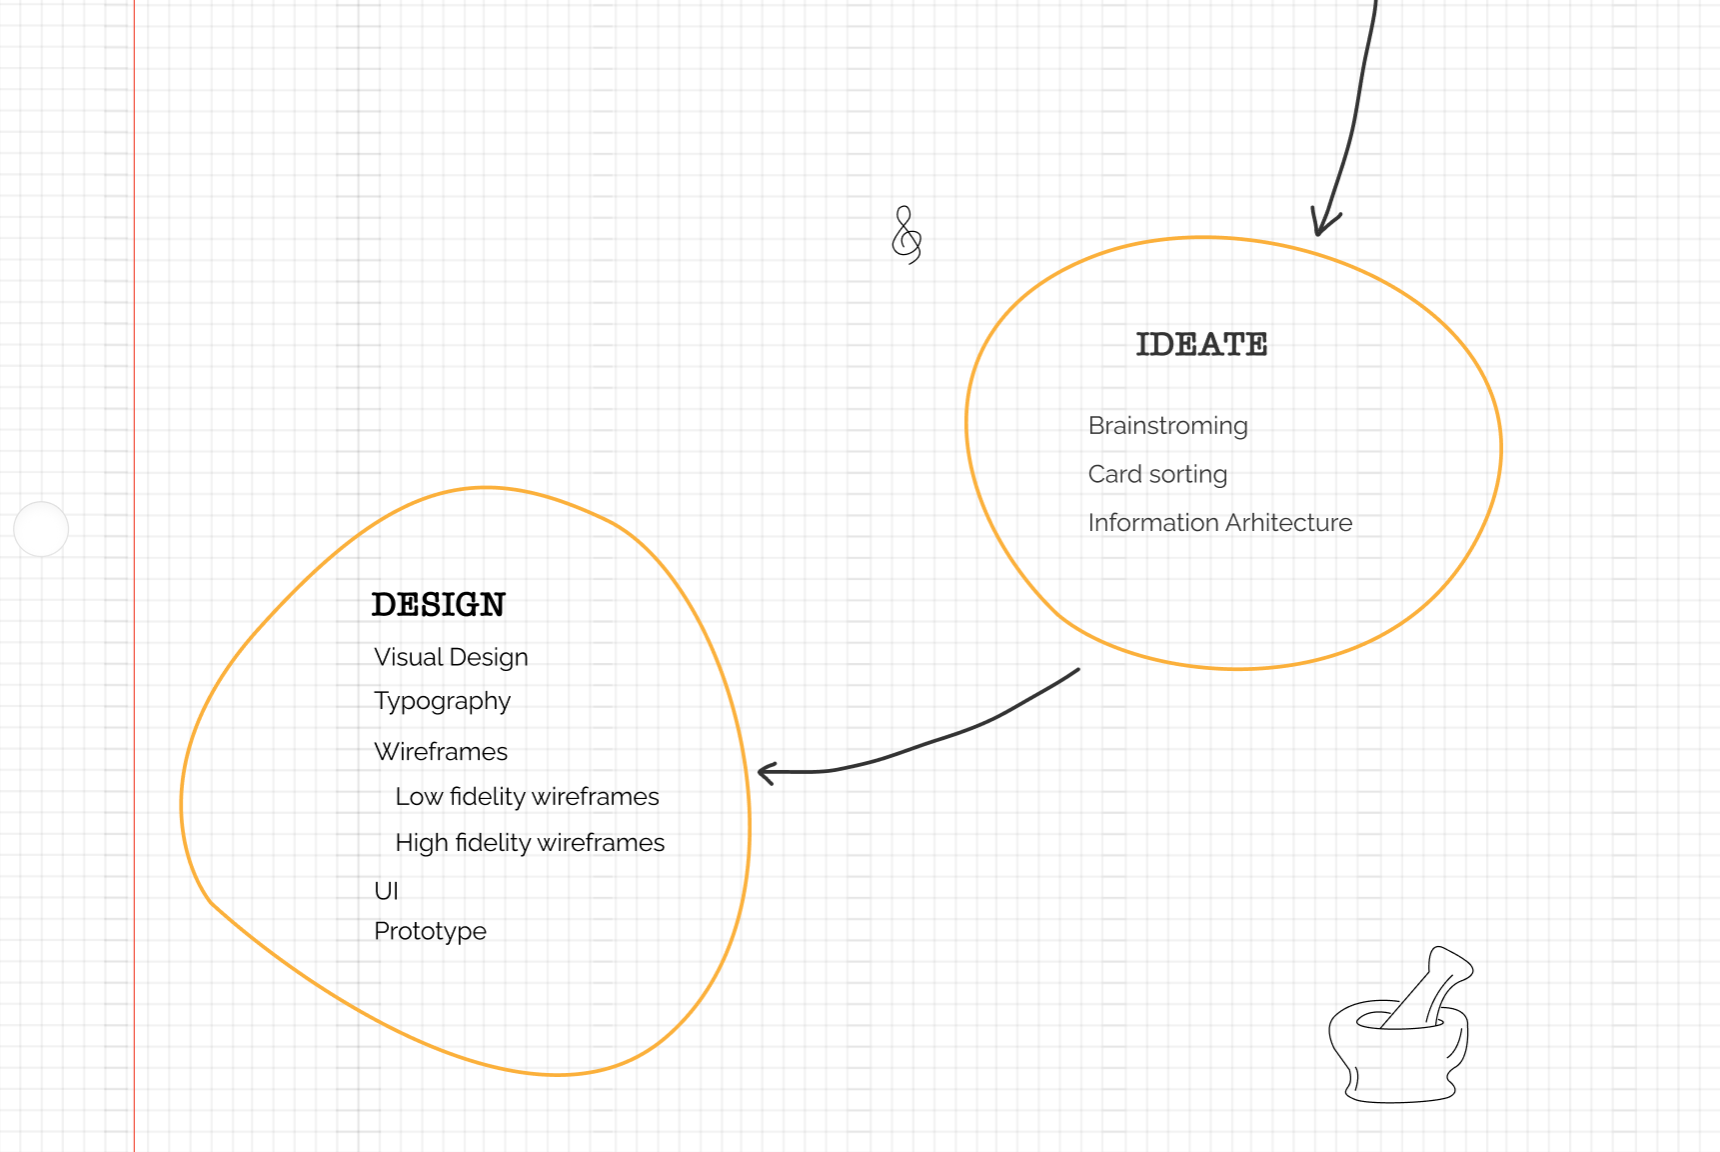 IDEATE
Brainstroming
Card sorting
Information Arhitecture
DESIGN
Visual Design
Typography
Wireframes
Low fidelity wireframes
High fidelity wireframes
UI
Prototype